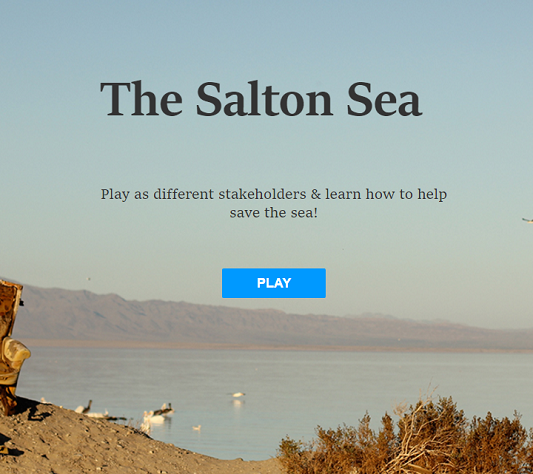 The Salton Sea
Play as different stakeholders & learn how to help
save the sea!
PLAY